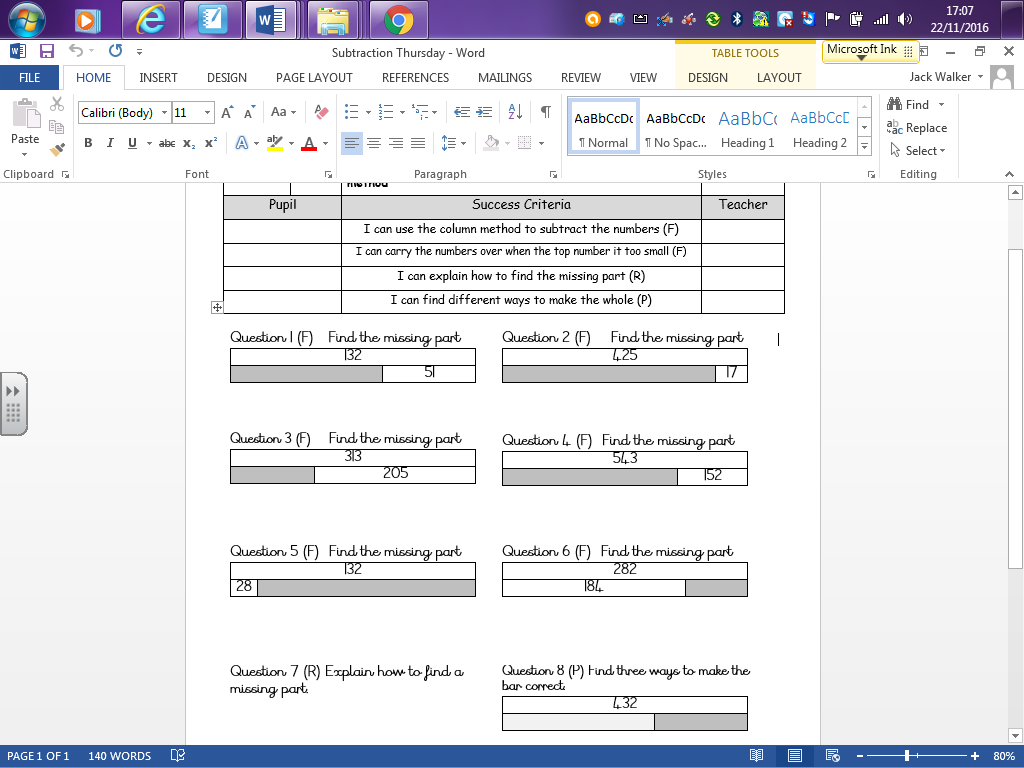 17:07
22/11/2016
Subtraction Thursday - Word
TABLE TOOLS
Microsoft Ink
FILE HOME INSERT DESIGN PAGE LAYOUT REFERENCES MAILINGS REVIEW VIEW DESIGN LAYOUT Jack Walker
Paste
Calibri (Body) 11
AaBbCcDc AaBbCcDc AaBbCc AaBbCcD
¶ Normal ¶ No Spac... Heading 1 Heading 2
Find
Replace
Select
Clipboard Font Paragraph Styles Editing
method
Pupil Success Criteria Teacher
I can use the column method to subtract the numbers (F)
I can carry the numbers over when the top number it too small (F)
I can explain how to find the missing part (R)
I can find different ways to make the whole (P)
Question 1 (F) Find the missing part
132
51
Question 2 (F) Find the missing part
425
17
Question 3 (F) Find the missing part
313
205
Question 4 (F) Find the missing part
543
152
Question 5 (F) Find the missing part
132
28
Question 6 (F) Find the missing part
282
184
Question 7 (R) Explain how to find a
missing part.
Question 8 (P) Find three ways to make the
bar correct.
432
PAGE 1 OF 1 140 WORDS 80%